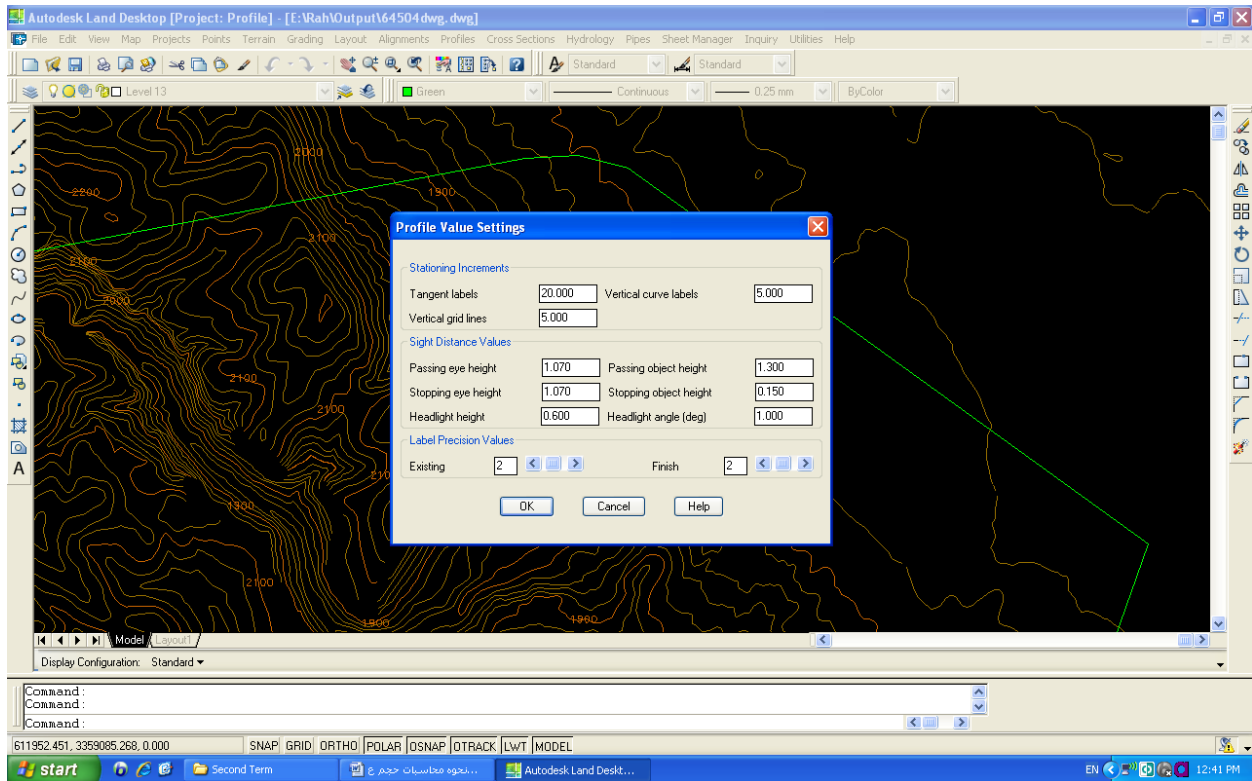 Autodesk Land Desktop [Project: Profile] - [E:\Rah\Output\64504dwg.dwg]
File Edit View Map Projects Points Terrain Grading Layout Alignments Profiles Cross Sections Hydrology Pipes Sheet Manager Inquiry Utilities Help
Standard Standard
Level 13 Green Continuous 0.25 mm ByColor
2000
2200
1900
2100
2100
2000
2100
2100
210
1900
2100
1900
1900
Profile Value Settings
Stationing Increments
Tangent labels 20.000 Vertical curve labels 5.000
Vertical grid lines 5.000
Sight Distance Values
Passing eye height 1.070 Passing object height 1.300
Stopping eye height 1.070 Stopping object height 0.150
Headlight height 0.600 Headlight angle (deg) 1.000
Label Precision Values
Existing 2 Finish 2
OK Cancel Help
A
Model Layout1
Display Configuration: Standard
Command:
Command:
Command:
611952.451, 3359085.268, 0.000 SNAP GRID ORTHO POLAR OSNAP OTRACK LWT MODEL
start Second Term نحوه محاسبات حجم ع... Autodesk Land Deskt... EN 12:41 PM